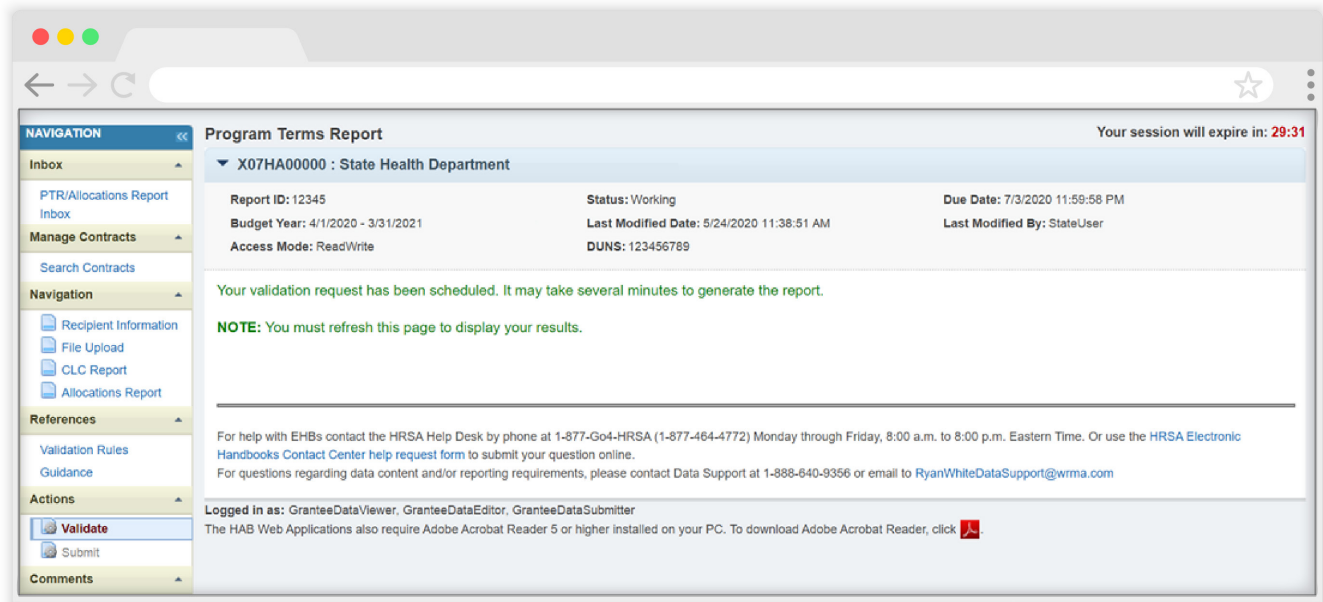 NAVIGATION
Inbox
PTR/Allocations Report
Inbox
Manage Contracts
Search Contracts
Navigation
Recipient Information
File Upload
CLC Report
Allocations Report
References
Validation Rules
Guidance
Actions
Validate
Submit
Comments
Program Terms Report
Your session will expire in: 29:31
X07HA00000 : State Health Department
Report ID: 12345 Status: Working Due Date: 7/3/2020 11:59:58 PM
Budget Year: 4/1/2020 - 3/31/2021 Last Modified Date: 5/24/2020 11:38:51 AM Last Modified By: StateUser
Access Mode: ReadWrite DUNS: 123456789
Your validation request has been scheduled. It may take several minutes to generate the report.
NOTE: You must refresh this page to display your results.
For help with EHBs contact the HRSA Help Desk by phone at 1-877-Go4-HRSA (1-877-464-4772) Monday through Friday, 8:00 a.m. to 8:00 p.m. Eastern Time. Or use the HRSA Electronic
Handbooks Contact Center help request form to submit your question online.
For questions regarding data content and/or reporting requirements, please contact Data Support at 1-888-640-9356 or email to RyanWhiteDataSupport@wrma.com
Logged in as: GranteeDataViewer, GranteeDataEditor, GranteeDataSubmitter
The HAB Web Applications also require Adobe Acrobat Reader 5 or higher installed on your PC. To download Adobe Acrobat Reader, click .